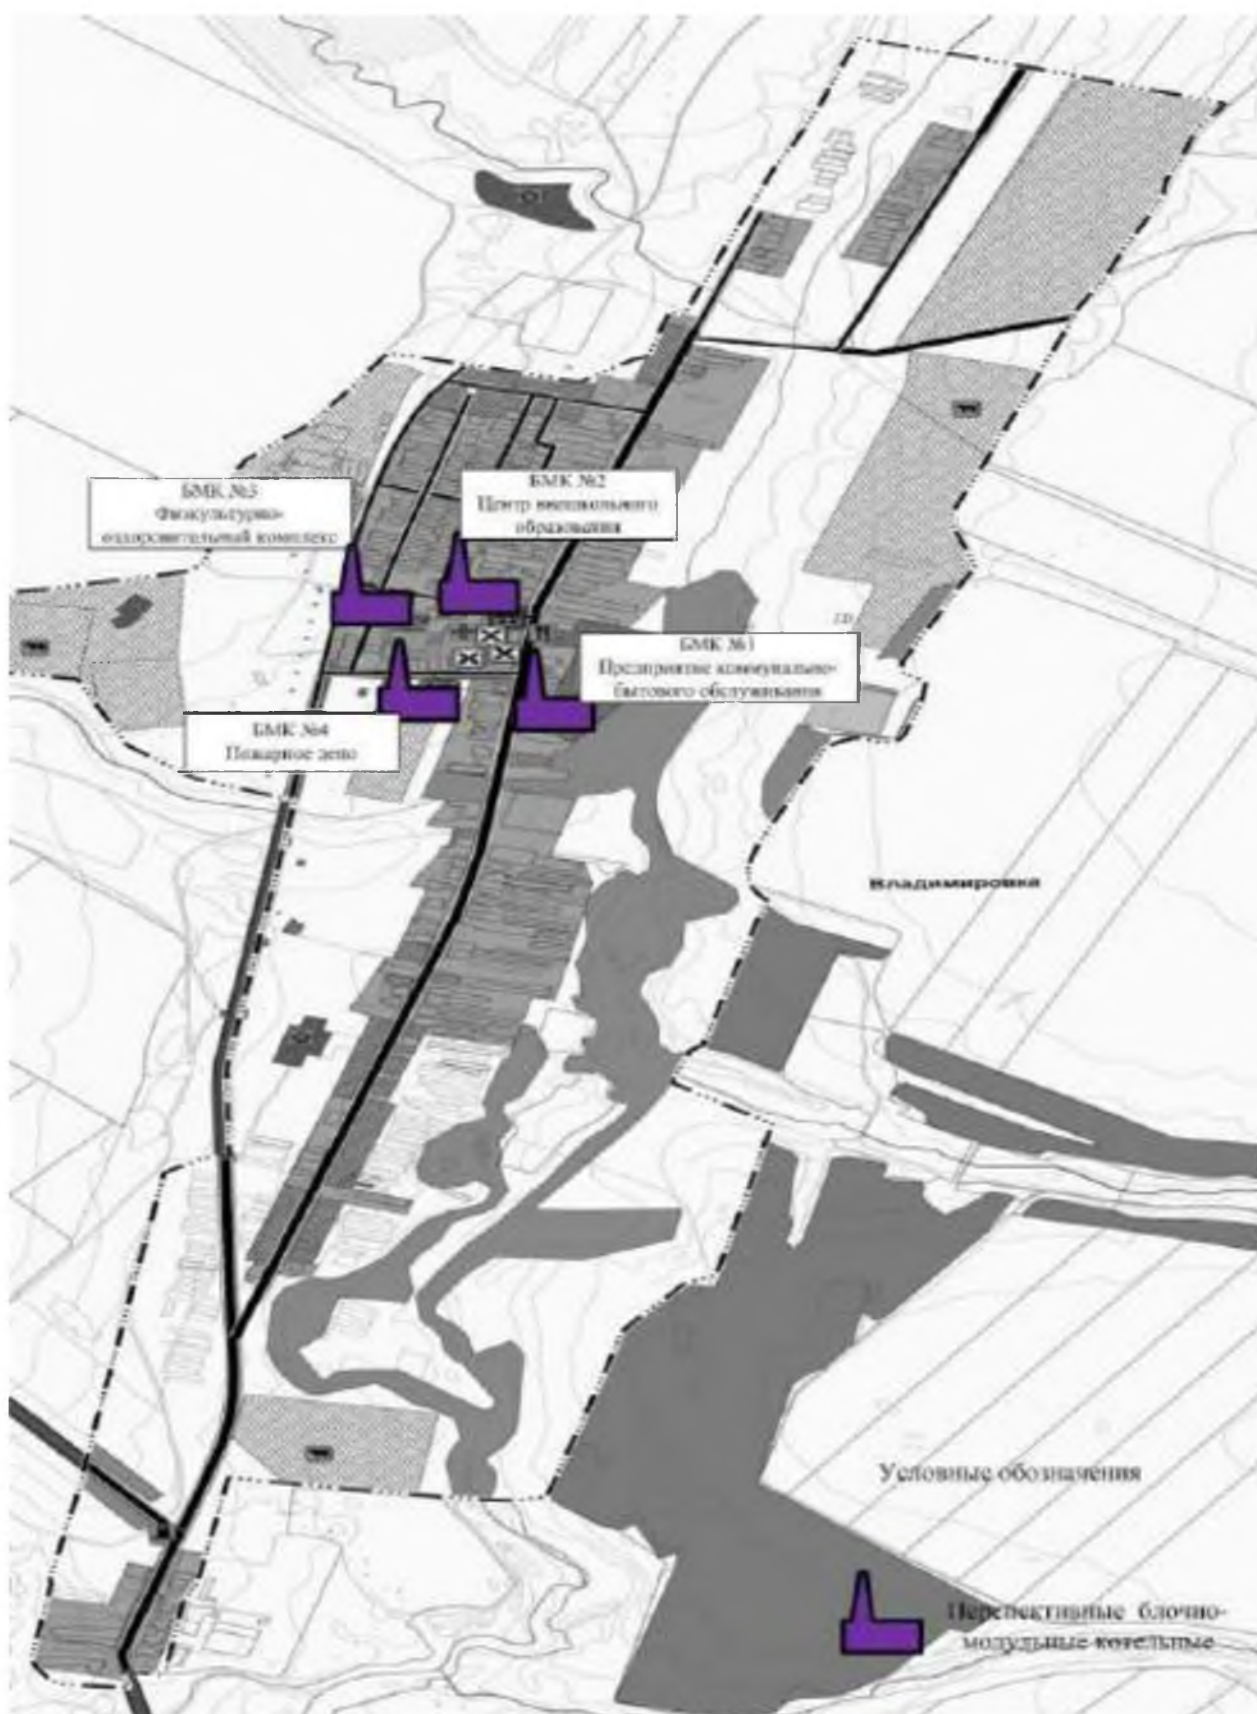 БМК №3
Физкультурно-
оздоровительный комплекс
БМК №2
Центр внешкольного
образования
БМК №1
Предприятие коммунально-
бытового обслуживания
БМК №4
Пожарное депо
Владимировка
Условные обозначения
Перспективные блочно-
модульные котельные